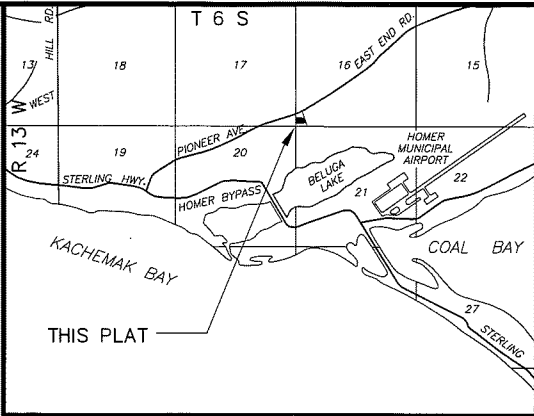 T 6 S
HILL RD.
WEST
R 13 W
13
18
17
16
EAST END RD.
15
24
19
PIONEER AVE.
20
HOMER
MUNICIPAL
AIRPORT
STERLING HWY.
HOMER BYPASS
BELUGA
LAKE
21
22
KACHEMAK BAY
COAL BAY
THIS PLAT
27
STERLING